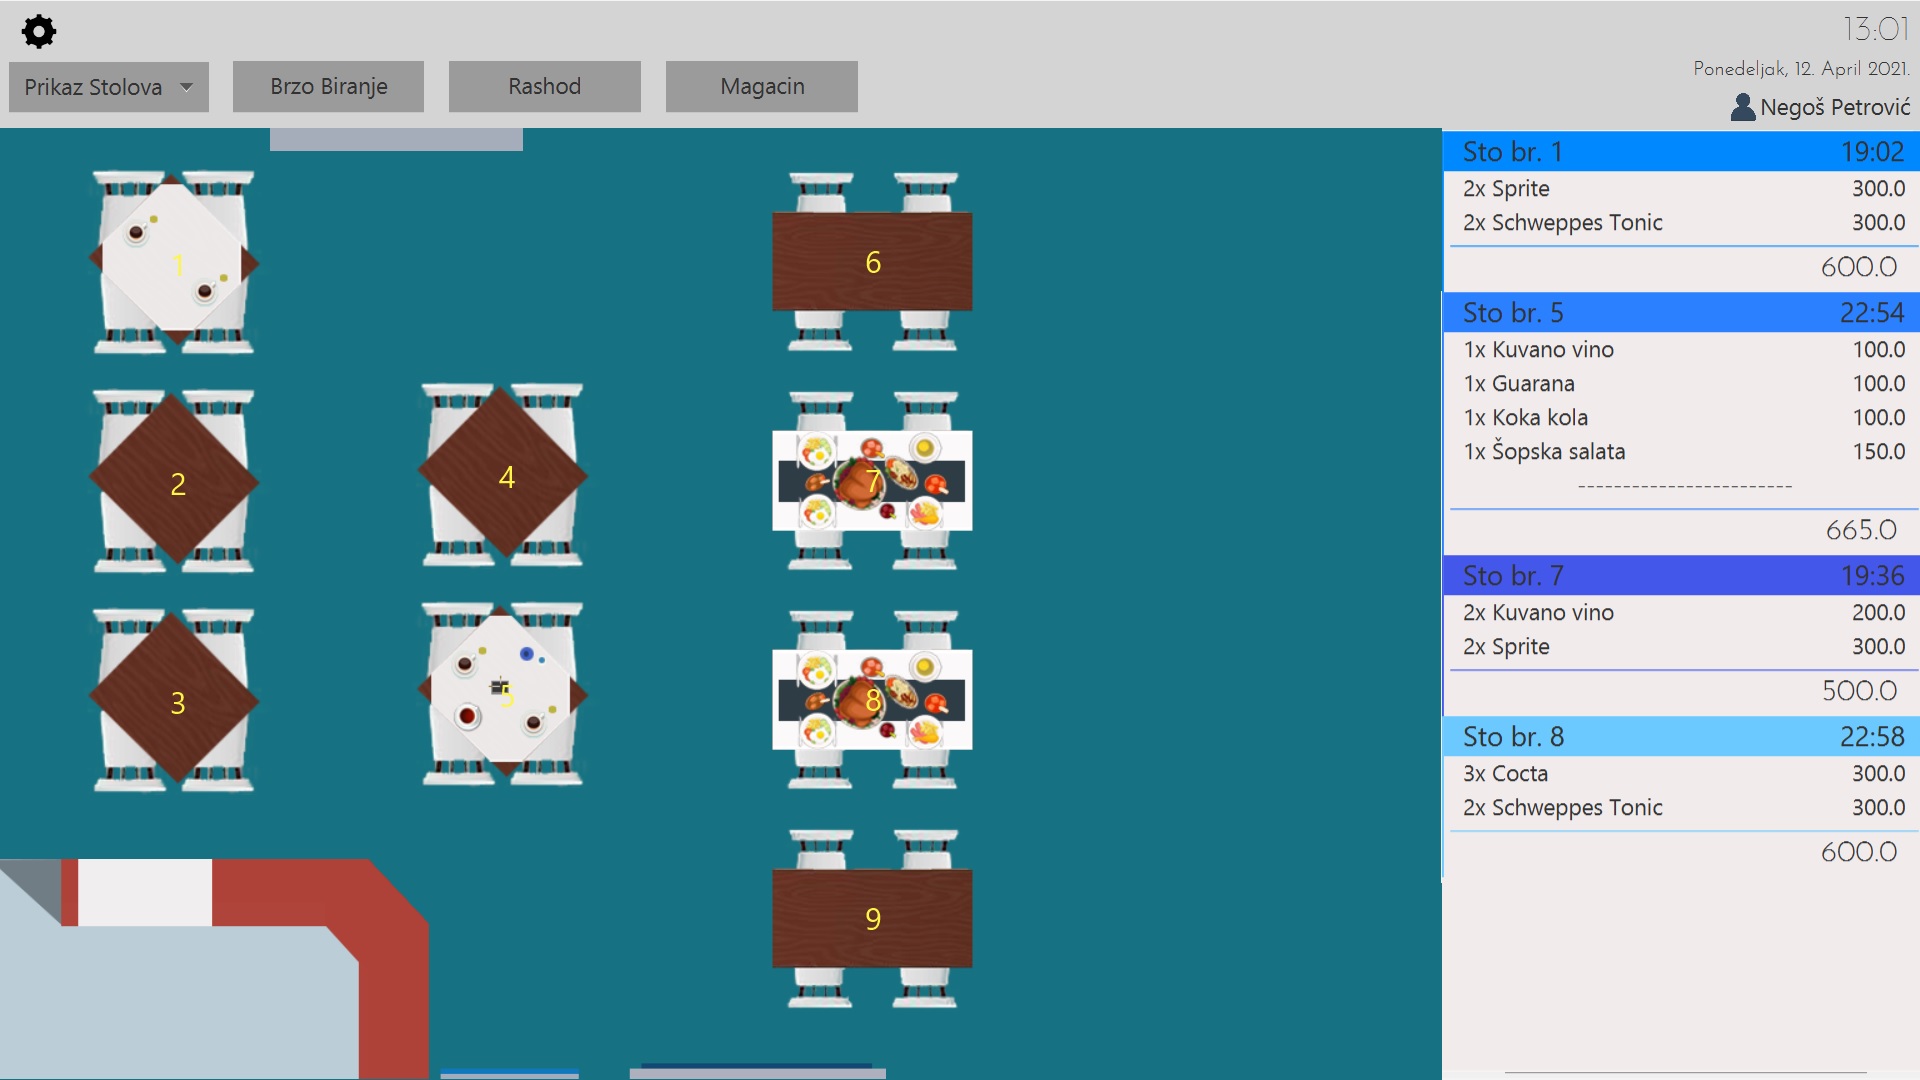 13:01
Prikaz Stolova
Brzo Biranje
Rashod
Magacin
Ponedeljak, 12. April 2021.
Negoš Petrović
1
2
3
4
5
6
7
8
9
Sto br. 1 19:02
2x Sprite 300.0
2x Schweppes Tonic 300.0
600.0
Sto br. 5 22:54
1x Kuvano vino 100.0
1x Guarana 100.0
1x Koka kola 100.0
1x Šopska salata 150.0
------------------------
665.0
Sto br. 7 19:36
2x Kuvano vino 200.0
2x Sprite 300.0
500.0
Sto br. 8 22:58
3x Cocta 300.0
2x Schweppes Tonic 300.0
600.0